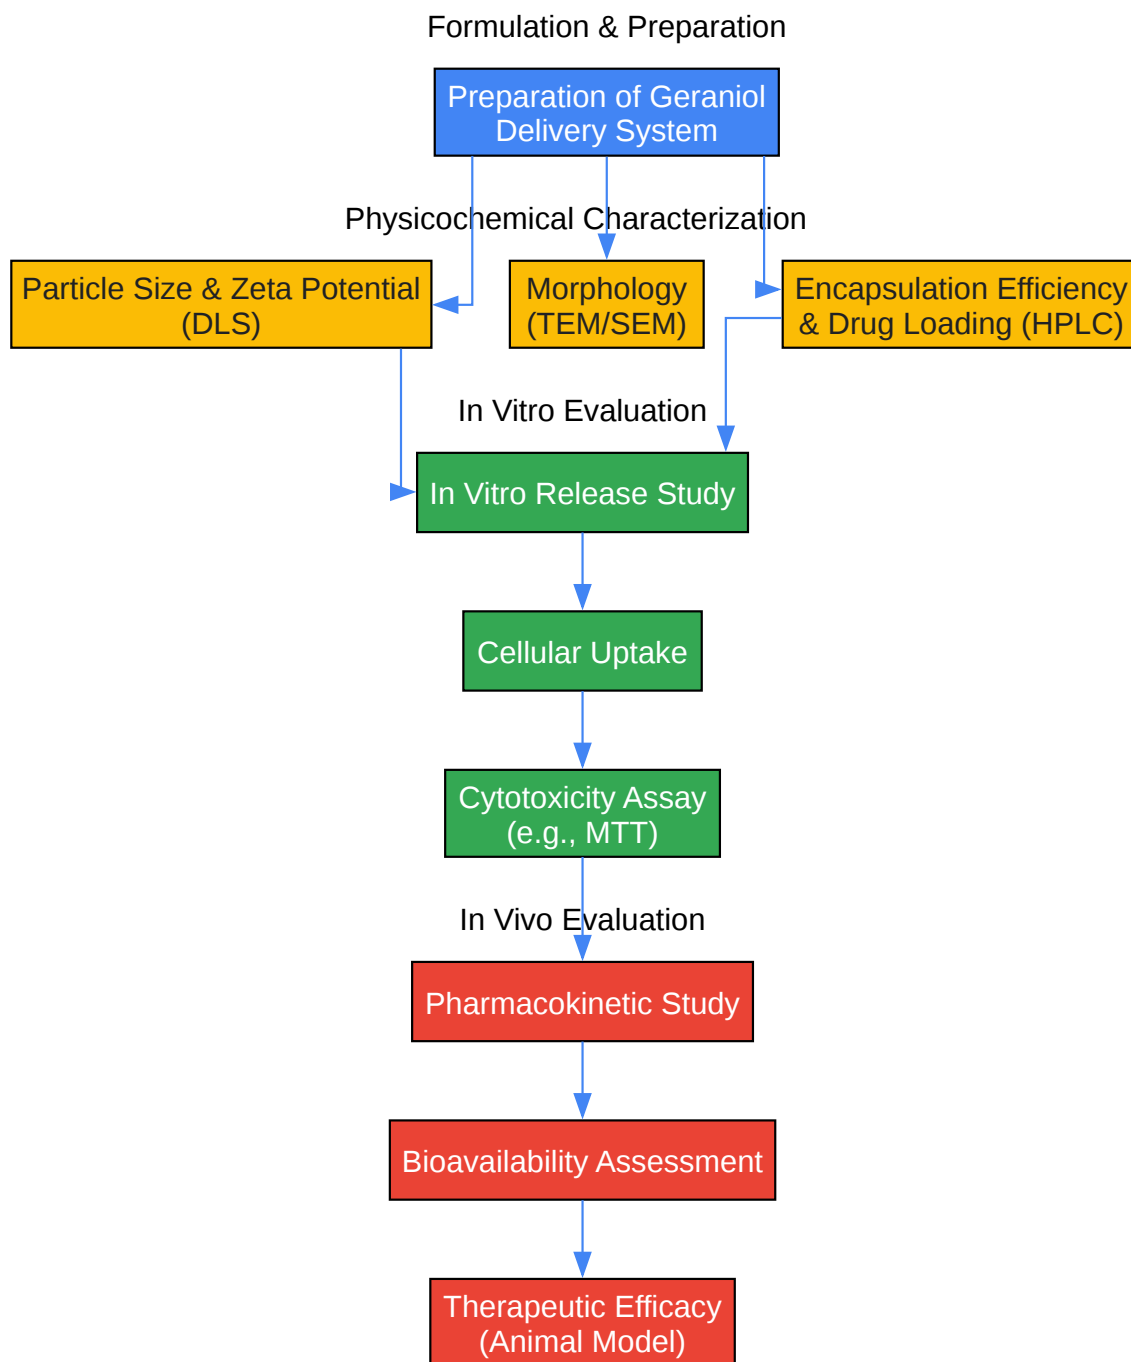 Formulation & Preparation
Preparation of Geraniol
Delivery System
Physicochemical Characterization
Particle Size & Zeta Potential
(DLS)
Morphology
(TEM/SEM)
Encapsulation Efficiency
& Drug Loading (HPLC)
In Vitro Evaluation
In Vitro Release Study
Cellular Uptake
Cytotoxicity Assay
(e.g., MTT)
In Vivo Evaluation
Pharmacokinetic Study
Bioavailability Assessment
Therapeutic Efficacy
(Animal Model)